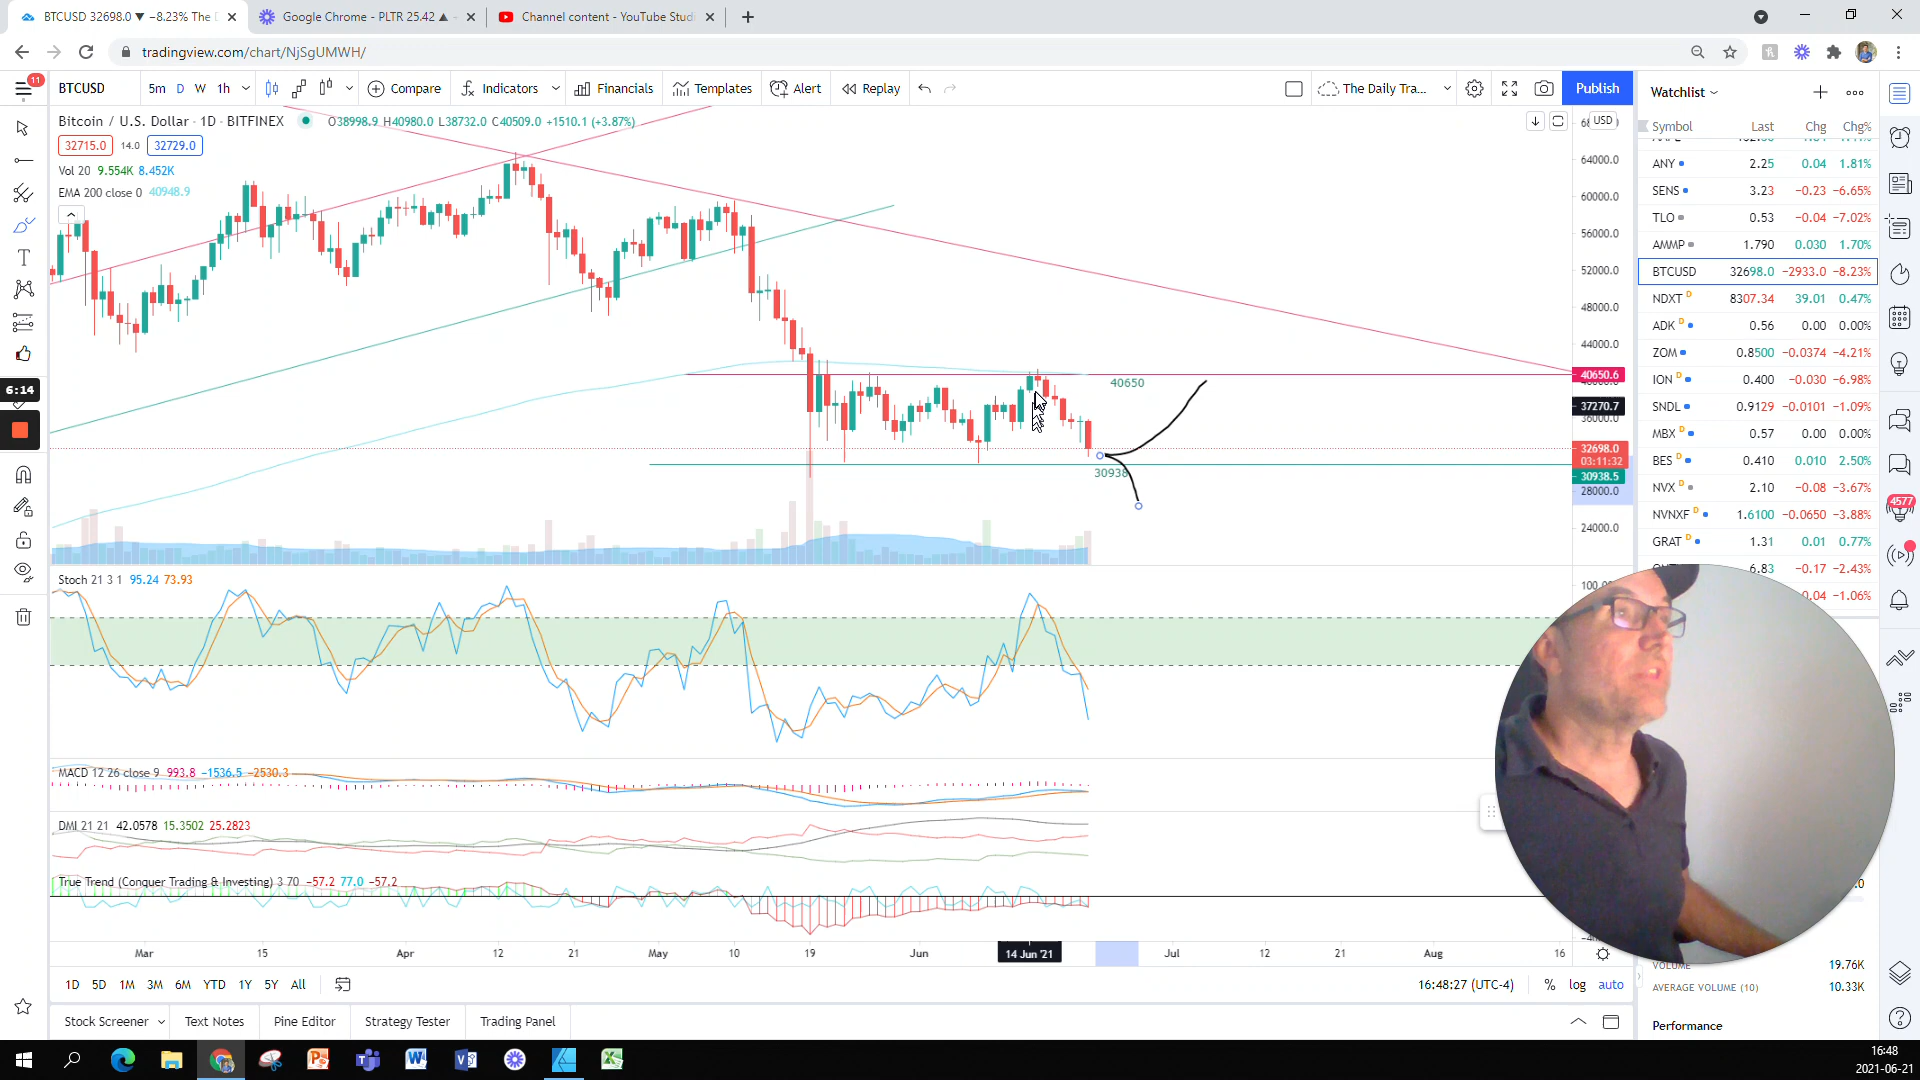 BTCUSD 32698.0 ▼ −8.23% The D
Google Chrome - PLTR 25.42 ▲
Channel content - YouTube Studi
tradingview.com/chart/NjSgUMWH/
11
BTCUSD
5m D W 1h
Compare
Indicators
Financials
Templates
Alert
Replay
The Daily Tra...
Publish
Watchlist
Bitcoin / U.S. Dollar · 1D · BITFINEX
O38998.9 H40980.0 L38732.0 C40509.0 +1510.1 (+3.87%)
32715.0 14.0 32729.0
Vol 20 9.554K 8.452K
EMA 200 close 0 40948.9
USD
64000.0
60000.0
56000.0
52000.0
48000.0
44000.0
40650.6
37270.7
36000.0
32698.0
03:11:32
30938.5
28000.0
24000.0
40650
30938
6:14
Symbol Last Chg Chg%
ANY 2.25 0.04 1.81%
SENS 3.23 −0.23 −6.65%
TLO 0.53 −0.04 −7.02%
AMMP 1.790 0.030 1.70%
BTCUSD 32698.0 −2933.0 −8.23%
NDXT D 8307.34 39.01 0.47%
ADK D 0.56 0.00 0.00%
ZOM 0.8500 −0.0374 −4.21%
ION D 0.400 −0.030 −6.98%
SNDL 0.9129 −0.0101 −1.09%
MBX D 0.57 0.00 0.00%
BES D 0.410 0.010 2.50%
NVX D 2.10 −0.08 −3.67%
NVNXF D 1.6100 −0.0650 −3.88%
GRAT D 1.31 0.01 0.77%
6.83 −0.17 −2.43%
0.04 −1.06%
4577
Stoch 21 3 1 95.24 73.93
MACD 12 26 close 9 993.8 −1536.5 −2530.3
DMI 21 21 42.0578 15.3502 25.2823
True Trend (Conquer Trading & Investing) 3 70 −57.2 77.0 −57.2
Mar 15 Apr 12 21 May 10 19 Jun 14 Jun '21 Jul 12 21 Aug 16
1D 5D 1M 3M 6M YTD 1Y 5Y All
16:48:27 (UTC-4)
% log auto
VOLUME 19.76K
AVERAGE VOLUME (10) 10.33K
Performance
Stock Screener
Text Notes
Pine Editor
Strategy Tester
Trading Panel
16:48
2021-06-21